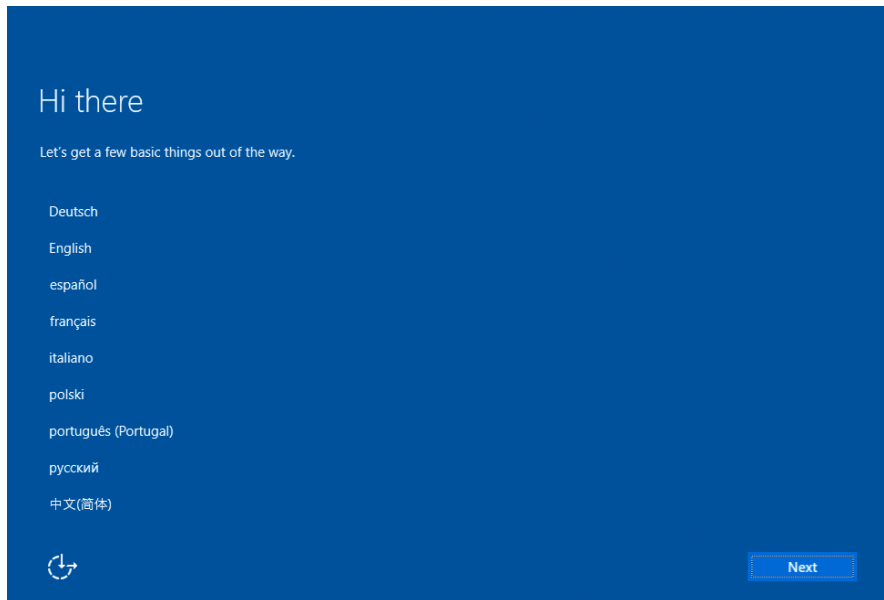 Hi there
Let's get a few basic things out of the way.
Deutsch
English
español
français
italiano
polski
português (Portugal)
русский
中文(简体)
Next